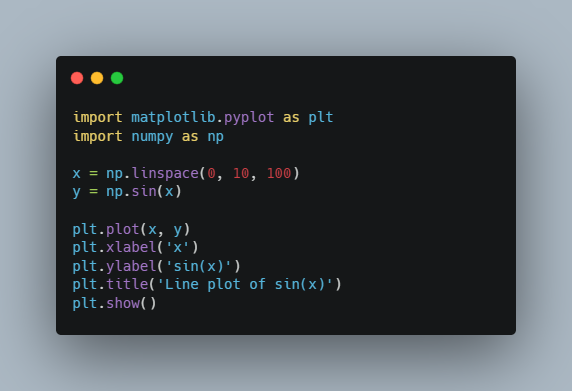 import matplotlib.pyplot as plt
import numpy as np
x = np.linspace(0, 10, 100)
y = np.sin(x)
plt.plot(x, y)
plt.xlabel('x')
plt.ylabel('sin(x)')
plt.title('Line plot of sin(x)')
plt.show()